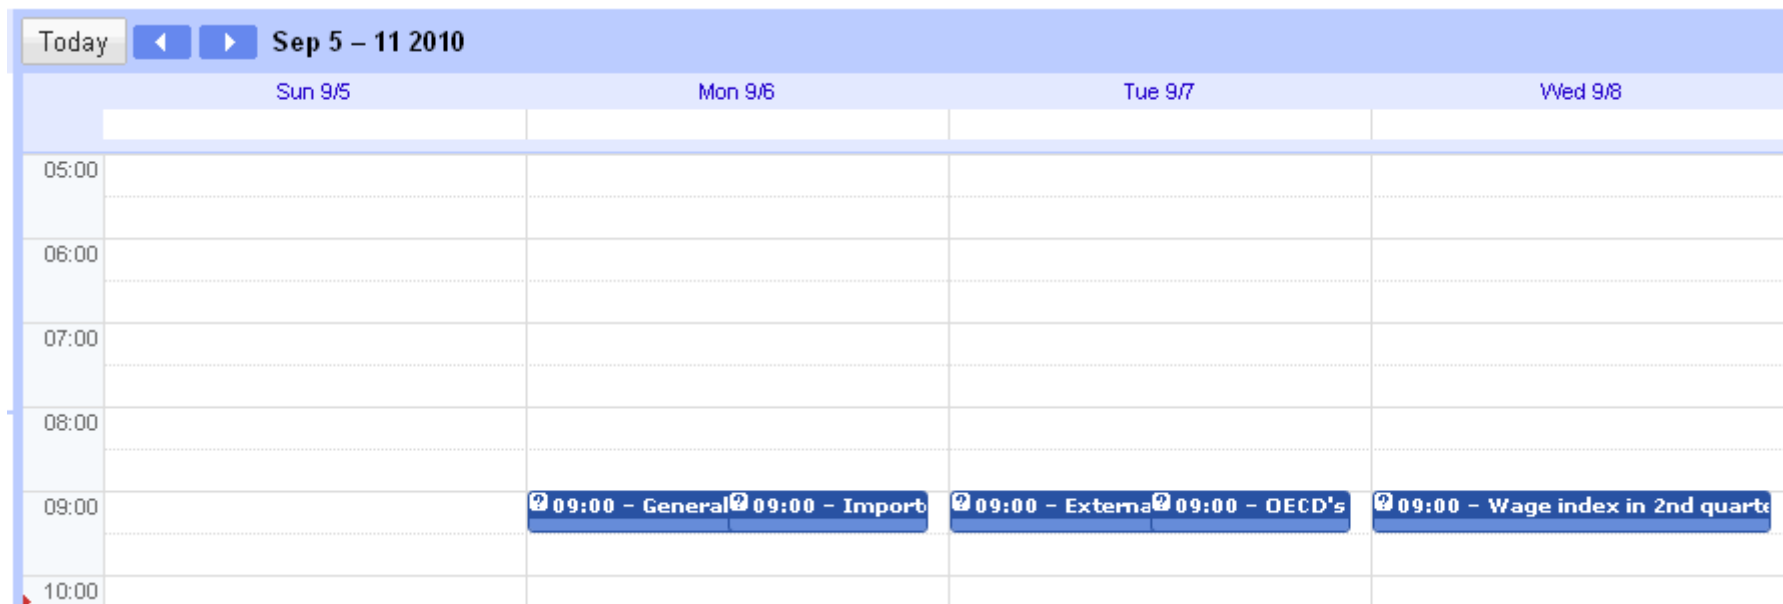 Today Sep 5 – 11 2010
Sun 9/5 Mon 9/6 Tue 9/7 Wed 9/8
05:00
06:00
07:00
08:00
09:00 09:00 – General 09:00 – Import 09:00 – Externa 09:00 – OECD's 09:00 – Wage index in 2nd quarte
10:00